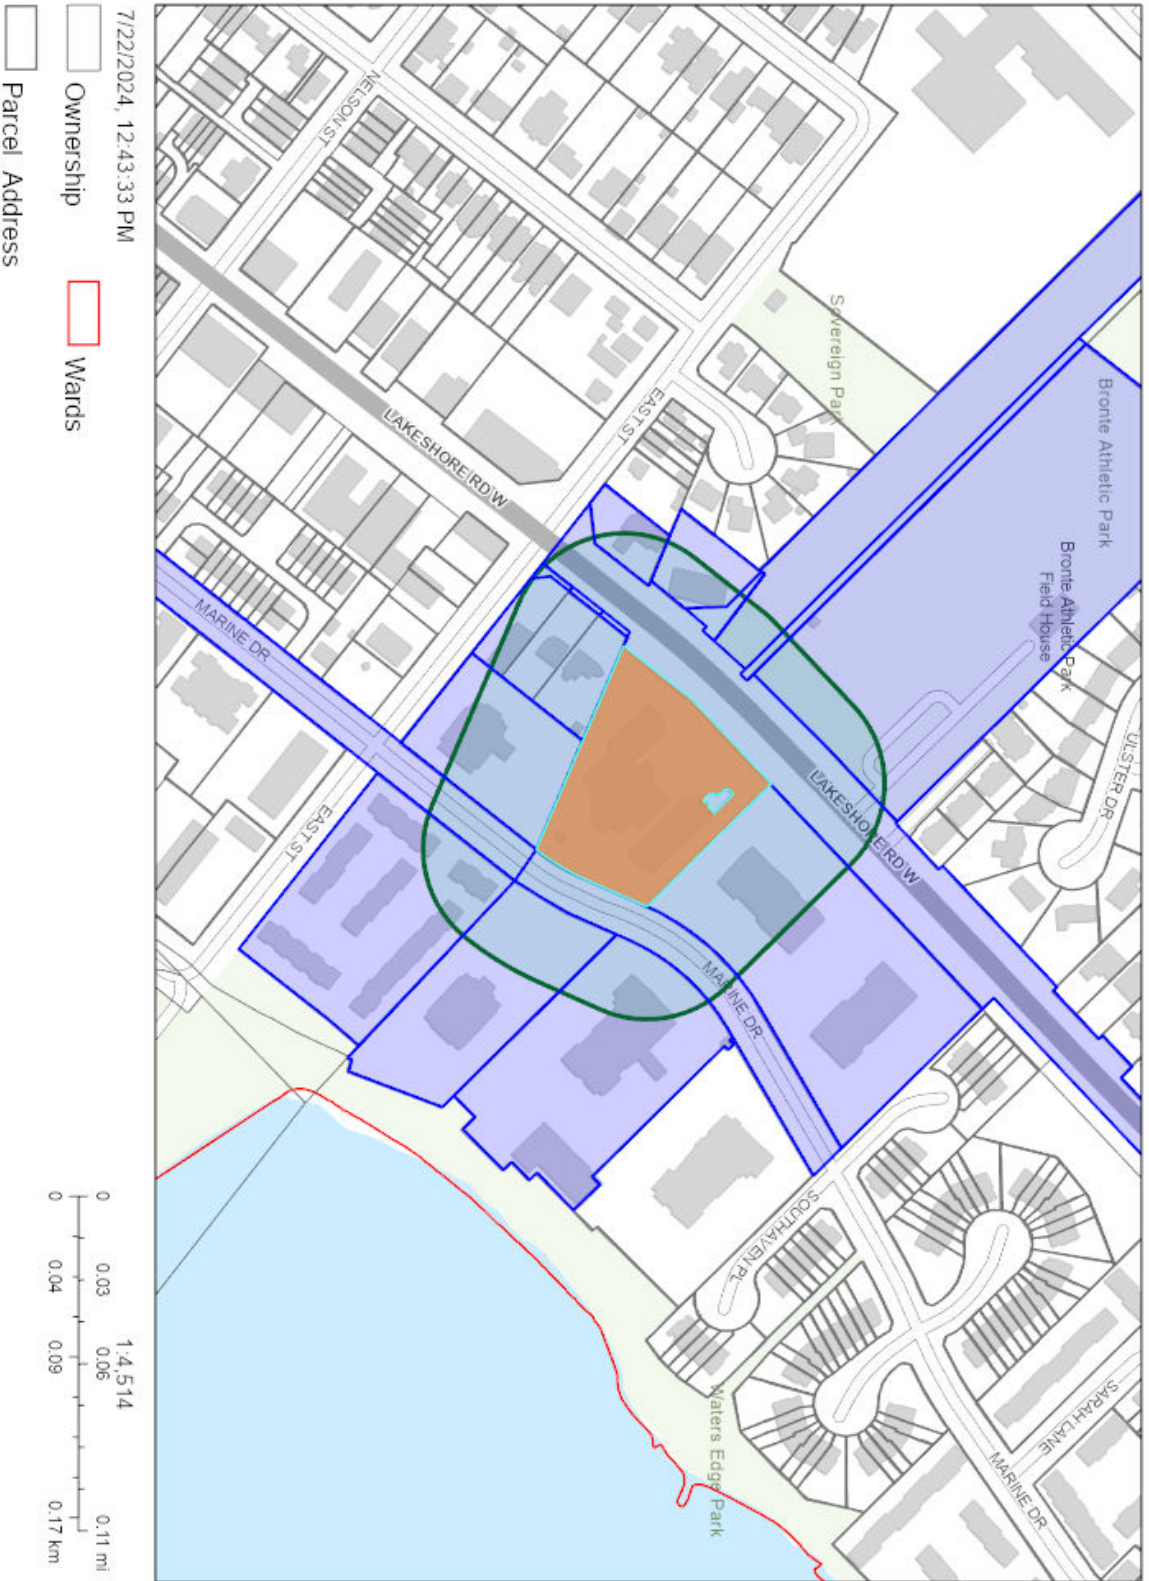 NELSON ST
Sovereign Park
EAST ST
LAKESHORE RD W
Bronte Athletic Park
Bronte Athletic Park
Field House
ULSTER DR
MARINE DR
LAKESHORE RD W
EAST ST
MARINE DR
SOUTHAVEN PL
SARAH LANE
MARINE DR
Waters Edge Park
7/22/2024, 12:43:33 PM
Ownership
Wards
Parcel Address
1:4,514
0 0.03 0.06 0.11 mi
0 0.04 0.09 0.17 km